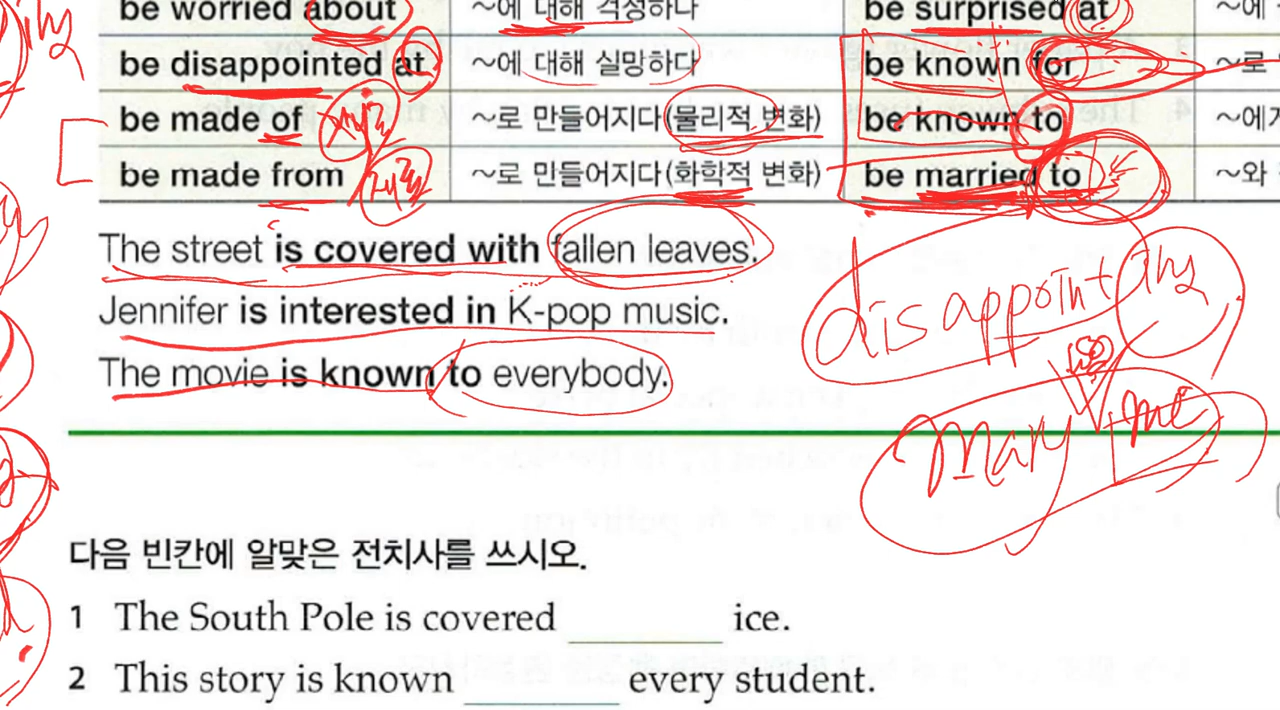 be worried about ~에 대해 걱정하다 be surprised at ~에
be disappointed at ~에 대해 실망하다 be known for ~로
be made of ~로 만들어지다(물리적 변화) be known to ~에게
be made from ~로 만들어지다(화학적 변화) be married to ~와
The street is covered with fallen leaves.
disappointing
Jennifer is interested in K-pop music.
The movie is known to everybody.
mary me
다음 빈칸에 알맞은 전치사를 쓰시오.
1 The South Pole is covered ice.
2 This story is known every student.